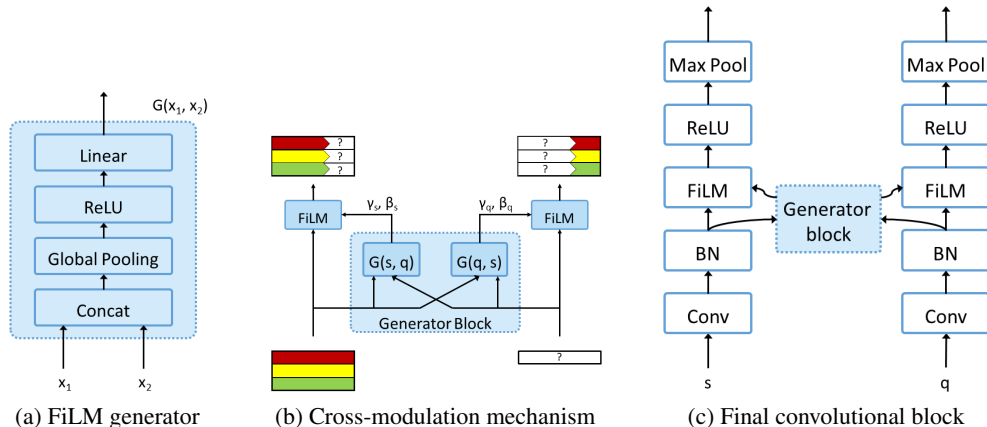 G(x₁, x₂)
Linear
ReLU
Global Pooling
Concat
x₁ x₂
(a) FiLM generator
? ?
? ?
? ?
γₛ, βₛ γ_q, β_q
FiLM FiLM
G(s, q) G(q, s)
Generator Block
?
(b) Cross-modulation mechanism
Max Pool Max Pool
ReLU ReLU
FiLM FiLM
Generator
block
BN BN
Conv Conv
s q
(c) Final convolutional block